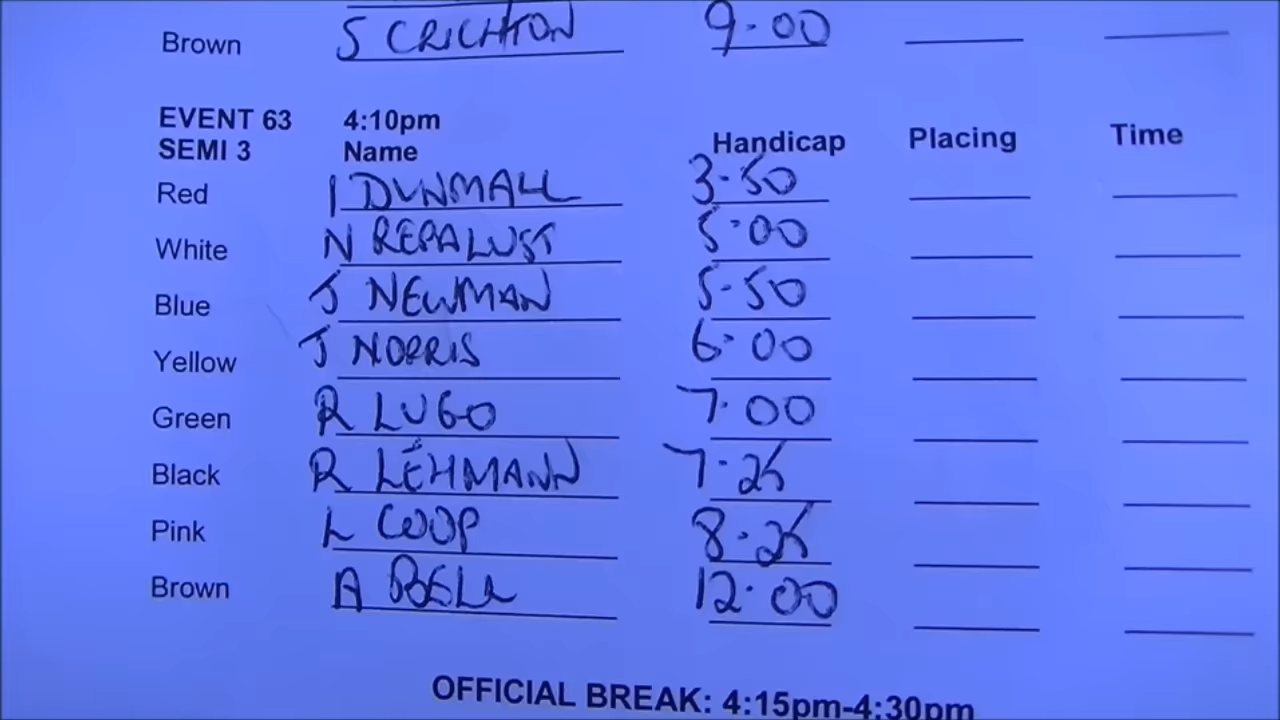 Brown S CRICHTON 9.00
EVENT 63 4:10pm
SEMI 3 Name Handicap Placing Time
Red I DUNMALL 3.50
White N REPALUST 5.00
Blue J NEWMAN 5.50
Yellow J NORRIS 6.00
Green R LUGO 7.00
Black R LEHMANN 7.25
Pink L COOP 8.25
Brown A BELL 12.00
OFFICIAL BREAK: 4:15pm-4:30pm